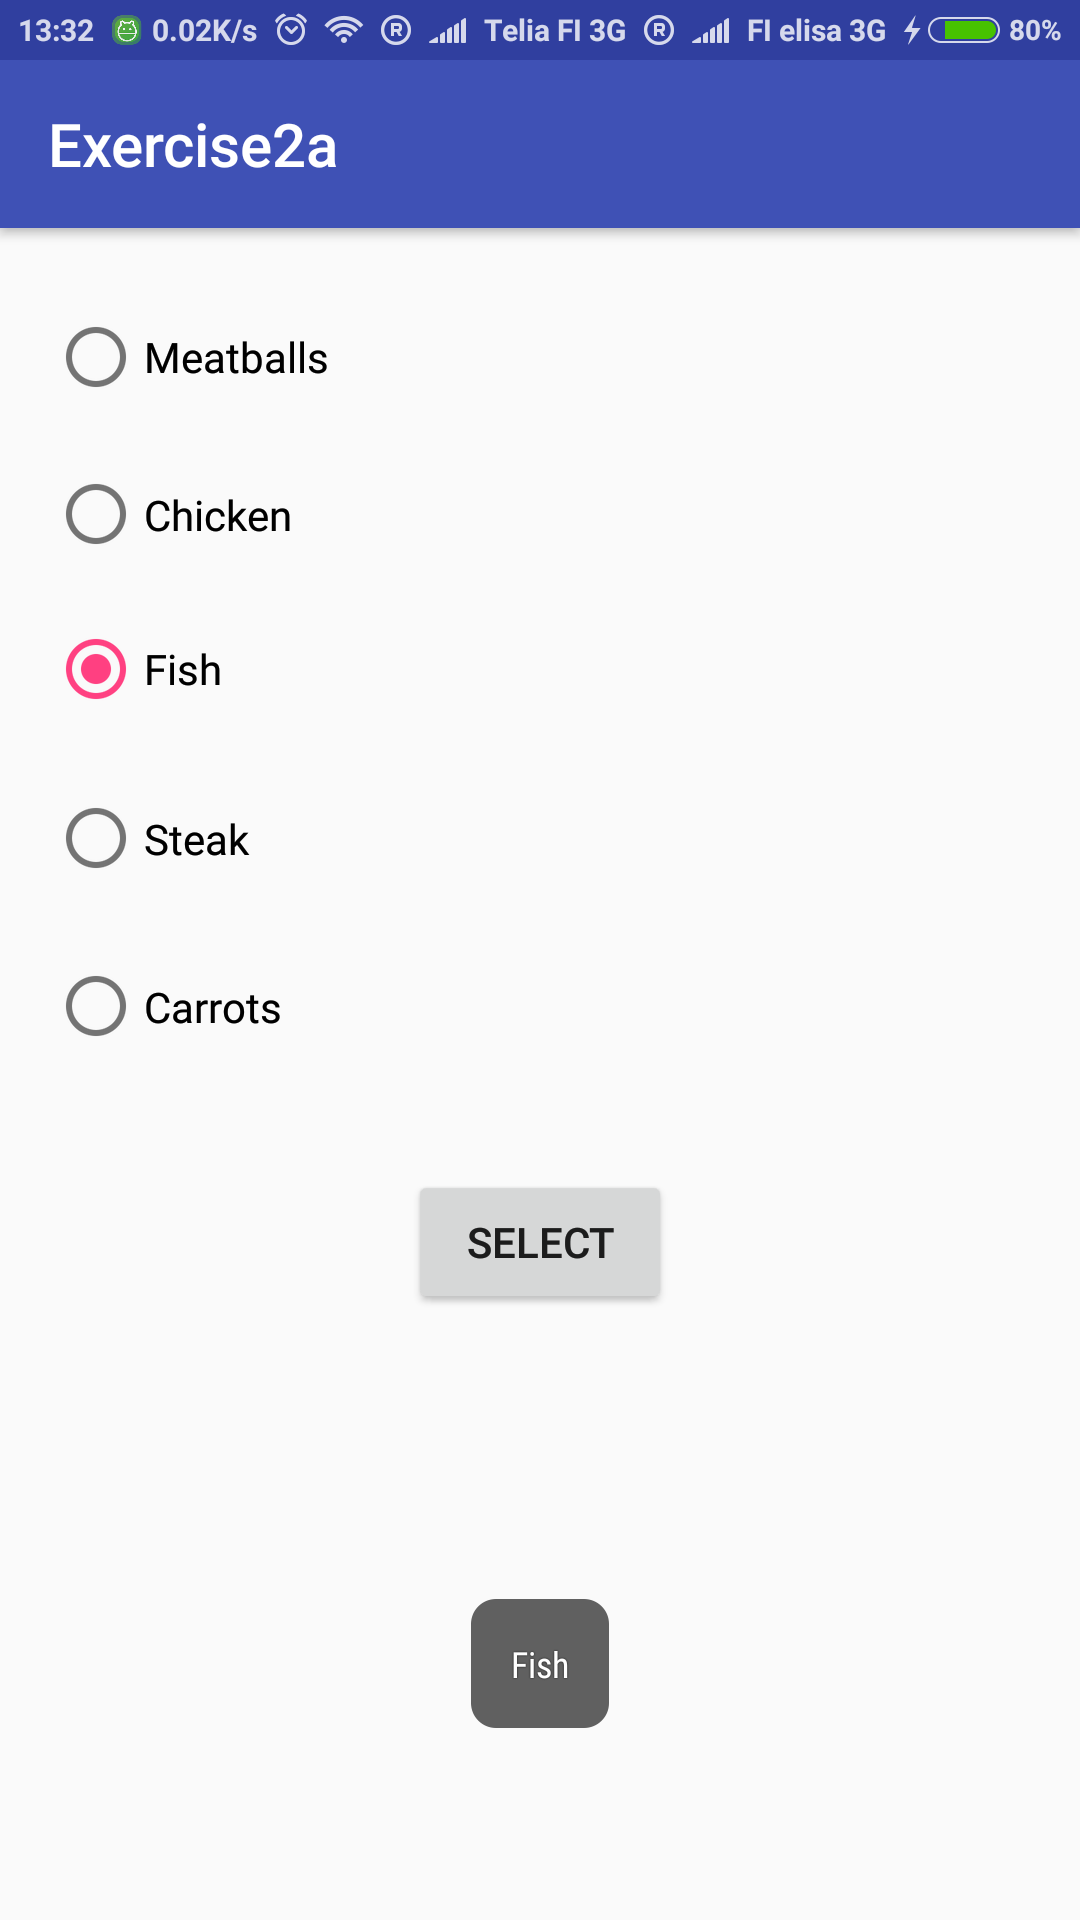 13:32 0.02K/s R Telia FI 3G R FI elisa 3G 80%
Exercise2a
Meatballs
Chicken
Fish
Steak
Carrots
SELECT
Fish